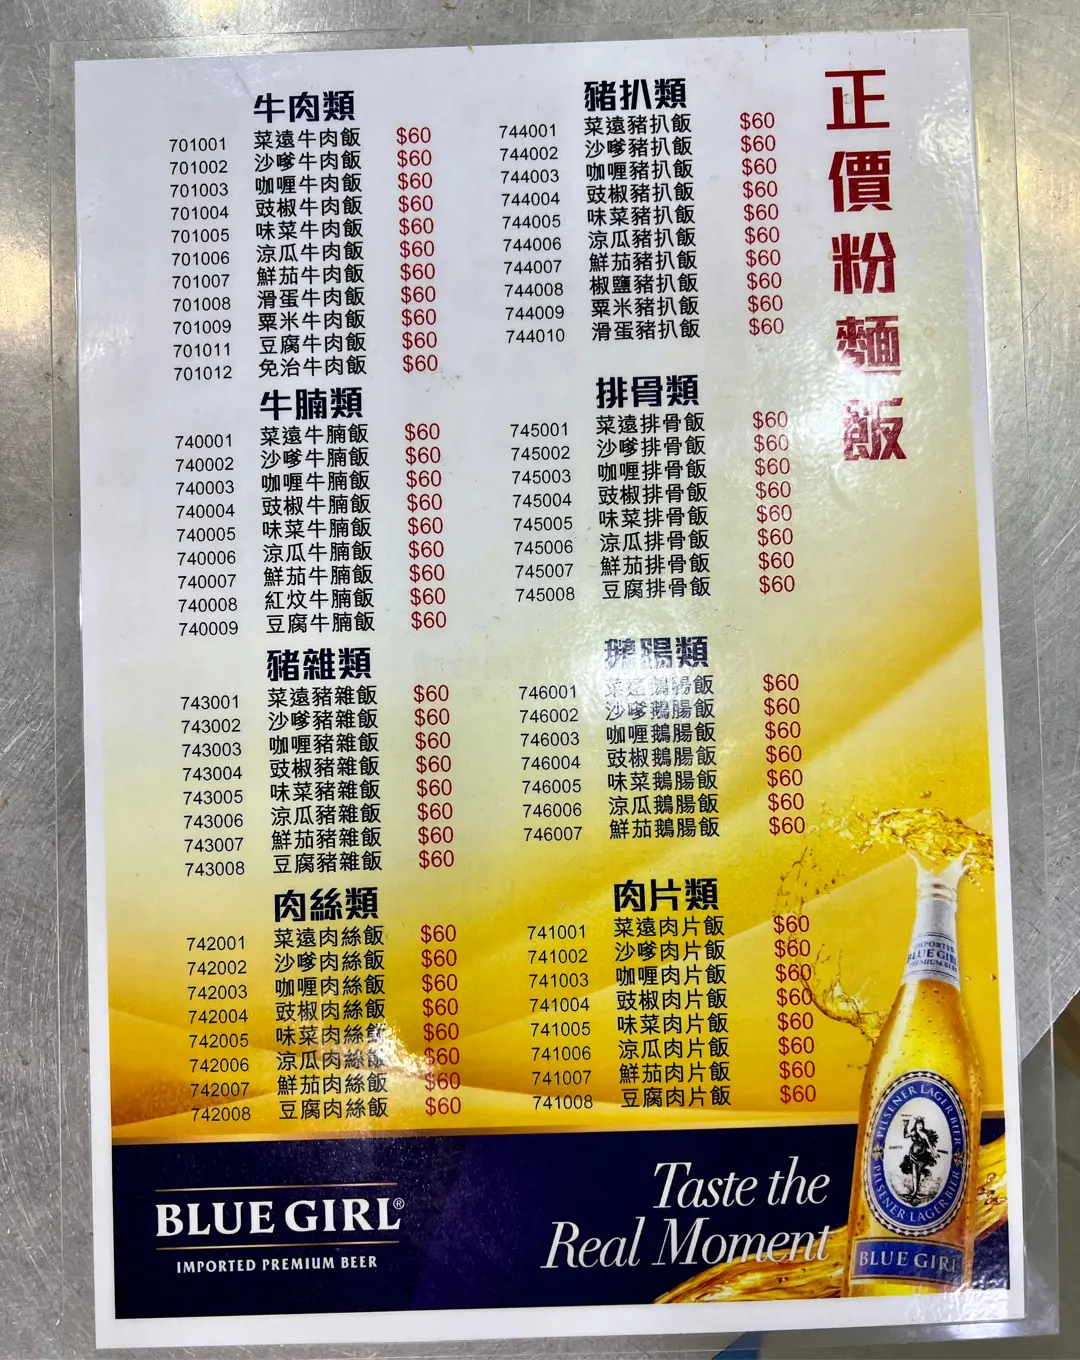 正價粉麵飯
牛肉類
701001 菜遠牛肉飯 $60
701002 沙嗲牛肉飯 $60
701003 咖喱牛肉飯 $60
701004 豉椒牛肉飯 $60
701005 味菜牛肉飯 $60
701006 涼瓜牛肉飯 $60
701007 鮮茄牛肉飯 $60
701008 滑蛋牛肉飯 $60
701009 粟米牛肉飯 $60
701011 豆腐牛肉飯 $60
701012 免治牛肉飯 $60
牛腩類
740001 菜遠牛腩飯 $60
740002 沙嗲牛腩飯 $60
740003 咖喱牛腩飯 $60
740004 豉椒牛腩飯 $60
740005 味菜牛腩飯 $60
740006 涼瓜牛腩飯 $60
740007 鮮茄牛腩飯 $60
740008 紅炆牛腩飯 $60
740009 豆腐牛腩飯 $60
豬雜類
743001 菜遠豬雜飯 $60
743002 沙嗲豬雜飯 $60
743003 咖喱豬雜飯 $60
743004 豉椒豬雜飯 $60
743005 味菜豬雜飯 $60
743006 涼瓜豬雜飯 $60
743007 鮮茄豬雜飯 $60
743008 豆腐豬雜飯 $60
肉絲類
742001 菜遠肉絲飯 $60
742002 沙嗲肉絲飯 $60
742003 咖喱肉絲飯 $60
742004 豉椒肉絲飯 $60
742005 味菜肉絲飯 $60
742006 涼瓜肉絲飯 $60
742007 鮮茄肉絲飯 $60
742008 豆腐肉絲飯 $60
豬扒類
744001 菜遠豬扒飯 $60
744002 沙嗲豬扒飯 $60
744003 咖喱豬扒飯 $60
744004 豉椒豬扒飯 $60
744005 味菜豬扒飯 $60
744006 涼瓜豬扒飯 $60
744007 鮮茄豬扒飯 $60
744008 椒鹽豬扒飯 $60
744009 粟米豬扒飯 $60
744010 滑蛋豬扒飯 $60
排骨類
745001 菜遠排骨飯 $60
745002 沙嗲排骨飯 $60
745003 咖喱排骨飯 $60
745004 豉椒排骨飯 $60
745005 味菜排骨飯 $60
745006 涼瓜排骨飯 $60
745007 鮮茄排骨飯 $60
745008 豆腐排骨飯 $60
鵝腸類
746001 菜遠鵝腸飯 $60
746002 沙嗲鵝腸飯 $60
746003 咖喱鵝腸飯 $60
746004 豉椒鵝腸飯 $60
746005 味菜鵝腸飯 $60
746006 涼瓜鵝腸飯 $60
746007 鮮茄鵝腸飯 $60
肉片類
741001 菜遠肉片飯 $60
741002 沙嗲肉片飯 $60
741003 咖喱肉片飯 $60
741004 豉椒肉片飯 $60
741005 味菜肉片飯 $60
741006 涼瓜肉片飯 $60
741007 鮮茄肉片飯 $60
741008 豆腐肉片飯 $60
BLUE GIRL®
IMPORTED PREMIUM BEER
Taste the
Real Moment
IMPORTED
BLUE GIRL
PREMIUM BEER
PILSENER LAGER BIER
PILSENER LAGER BIER
BLUE GIRL